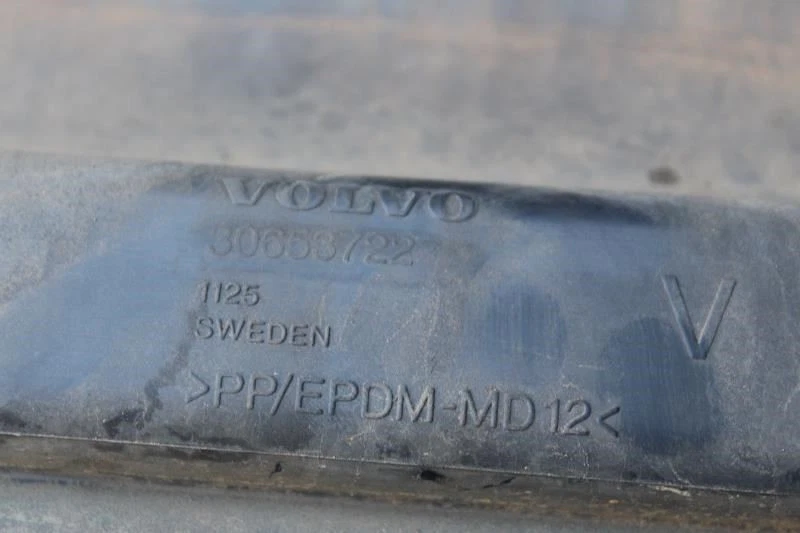 VOLVO
30653722
1125
SWEDEN
>PP/EPDM-MD12<
V